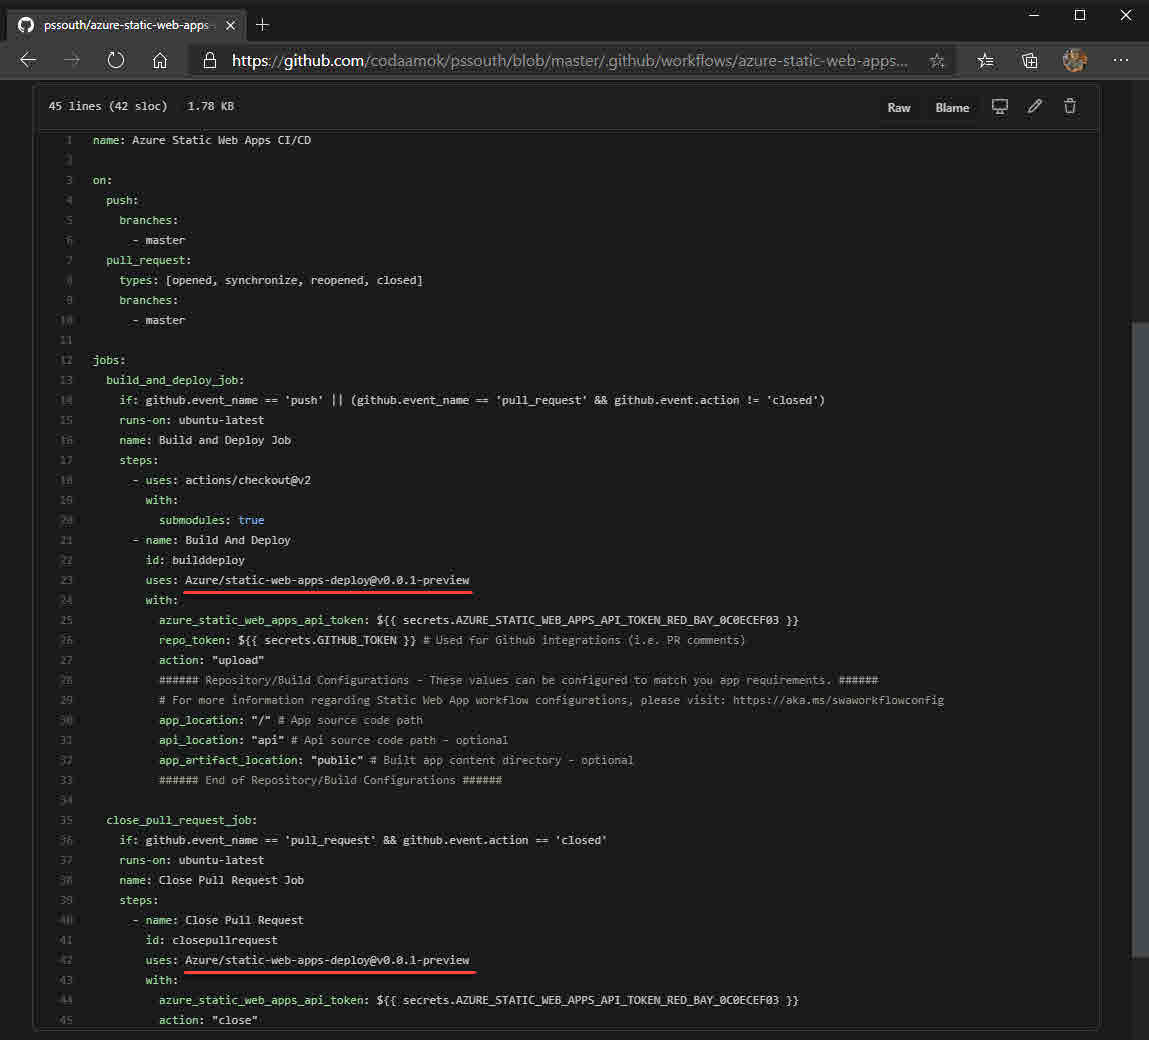 pssouth/azure-static-web-apps
https://github.com/codaamok/pssouth/blob/master/.github/workflows/azure-static-web-apps...
45 lines (42 sloc) 1.78 KB
Raw Blame
1 name: Azure Static Web Apps CI/CD
2
3 on:
4 push:
5 branches:
6 - master
7 pull_request:
8 types: [opened, synchronize, reopened, closed]
9 branches:
10 - master
11
12 jobs:
13 build_and_deploy_job:
14 if: github.event_name == 'push' || (github.event_name == 'pull_request' && github.event.action != 'closed')
15 runs-on: ubuntu-latest
16 name: Build and Deploy Job
17 steps:
18 - uses: actions/checkout@v2
19 with:
20 submodules: true
21 - name: Build And Deploy
22 id: builddeploy
23 uses: Azure/static-web-apps-deploy@v0.0.1-preview
24 with:
25 azure_static_web_apps_api_token: ${{ secrets.AZURE_STATIC_WEB_APPS_API_TOKEN_RED_BAY_0C0ECEF03 }}
26 repo_token: ${{ secrets.GITHUB_TOKEN }} # Used for Github integrations (i.e. PR comments)
27 action: "upload"
28 ###### Repository/Build Configurations - These values can be configured to match you app requirements. ######
29 # For more information regarding Static Web App workflow configurations, please visit: https://aka.ms/swaworkflowconfig
30 app_location: "/" # App source code path
31 api_location: "api" # Api source code path - optional
32 app_artifact_location: "public" # Built app content directory - optional
33 ###### End of Repository/Build Configurations ######
34
35 close_pull_request_job:
36 if: github.event_name == 'pull_request' && github.event.action == 'closed'
37 runs-on: ubuntu-latest
38 name: Close Pull Request Job
39 steps:
40 - name: Close Pull Request
41 id: closepullrequest
42 uses: Azure/static-web-apps-deploy@v0.0.1-preview
43 with:
44 azure_static_web_apps_api_token: ${{ secrets.AZURE_STATIC_WEB_APPS_API_TOKEN_RED_BAY_0C0ECEF03 }}
45 action: "close"